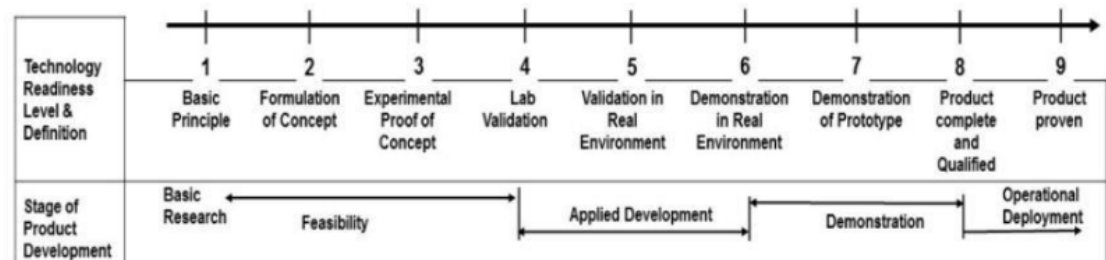 1 2 3 4 5 6 7 8 9
Technology
Readiness
Level &
Definition
Basic
Principle
Formulation
of Concept
Experimental
Proof of
Concept
Lab
Validation
Validation in
Real
Environment
Demonstration
in Real
Environment
Demonstration
of Prototype
Product
complete
and
Qualified
Product
proven
Stage of
Product
Development
Basic
Research
Feasibility
Applied Development
Demonstration
Operational
Deployment